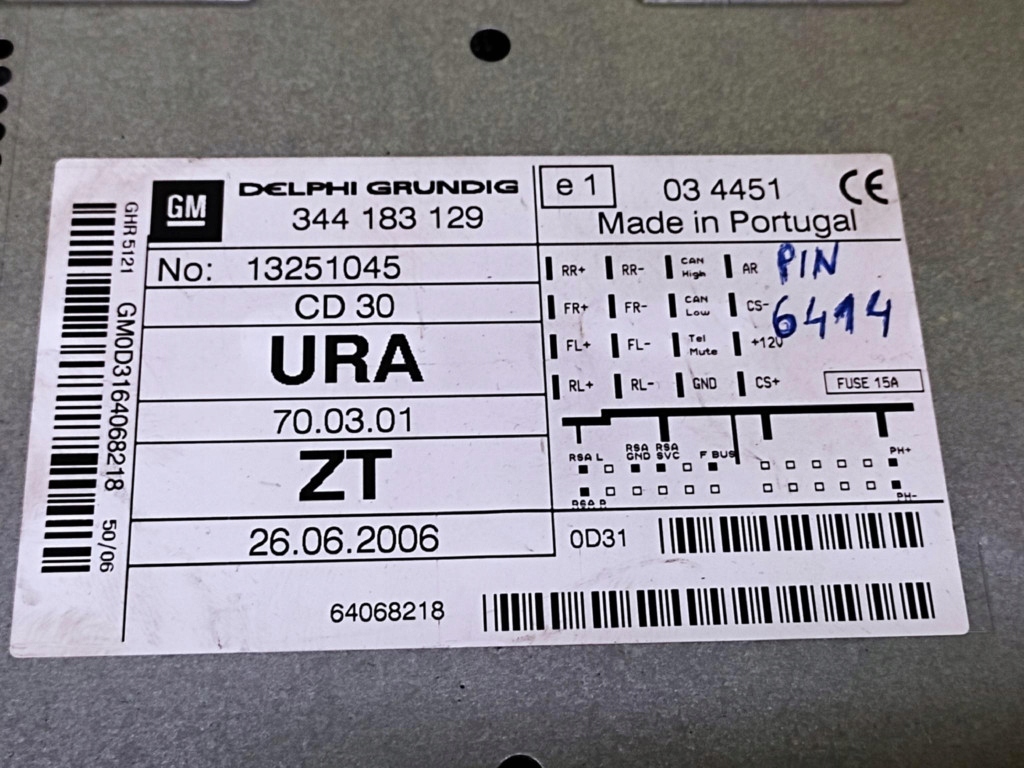 GHR 5121 GM0D3164068218 50/06
GM DELPHI GRUNDIG
344 183 129
e 1 03 4451 CE
Made in Portugal
No: 13251045
CD 30
URA
70.03.01
ZT
26.06.2006
RR+ RR- CAN High AR PIN
FR+ FR- CAN Low CS- 6414
FL+ FL- Tel Mute +12V
RL+ RL- GND CS+ FUSE 15A
RSA L RSA GND RSA SVC F BUS PH+
RSA R PH-
0D31
64068218